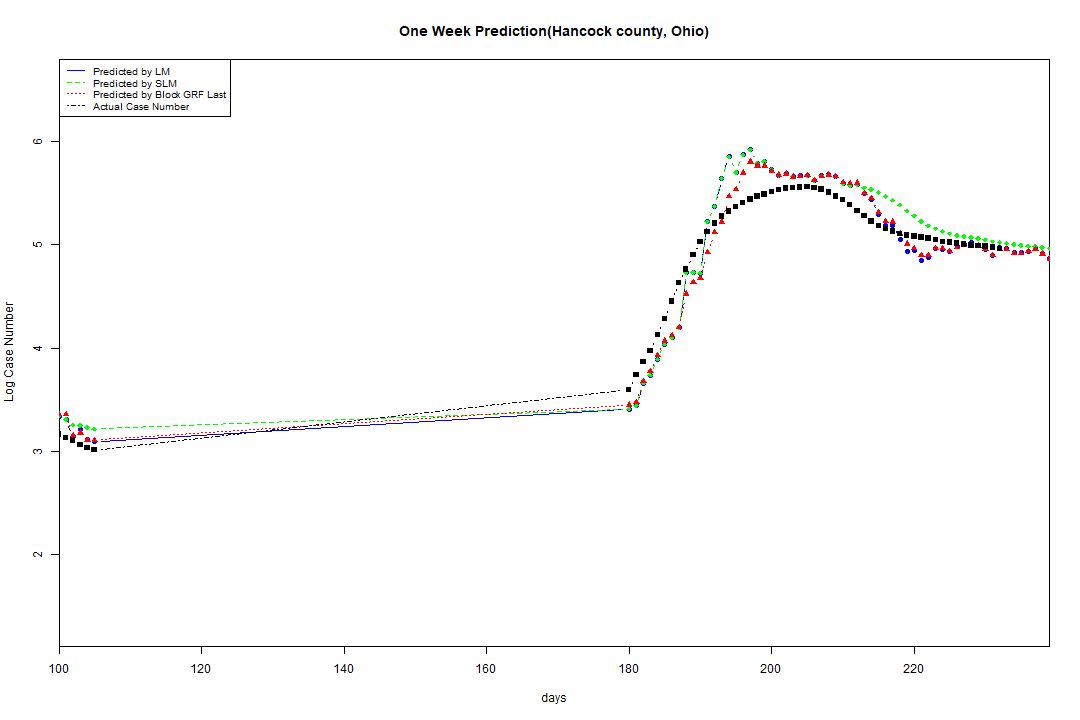 One Week Prediction(Hancock county, Ohio)
Predicted by LM
Predicted by SLM
Predicted by Block GRF Last
Actual Case Number
6
5
4
3
2
Log Case Number
100 120 140 160 180 200 220
days